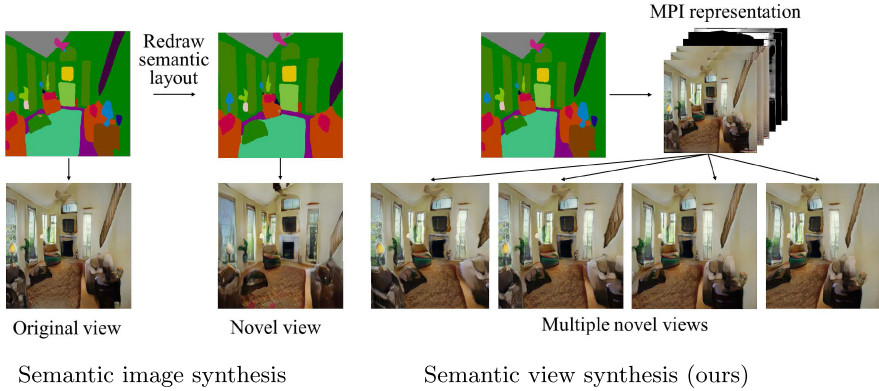 MPI representation
Redraw
semantic
layout
Original view
Novel view
Multiple novel views
Semantic image synthesis
Semantic view synthesis (ours)